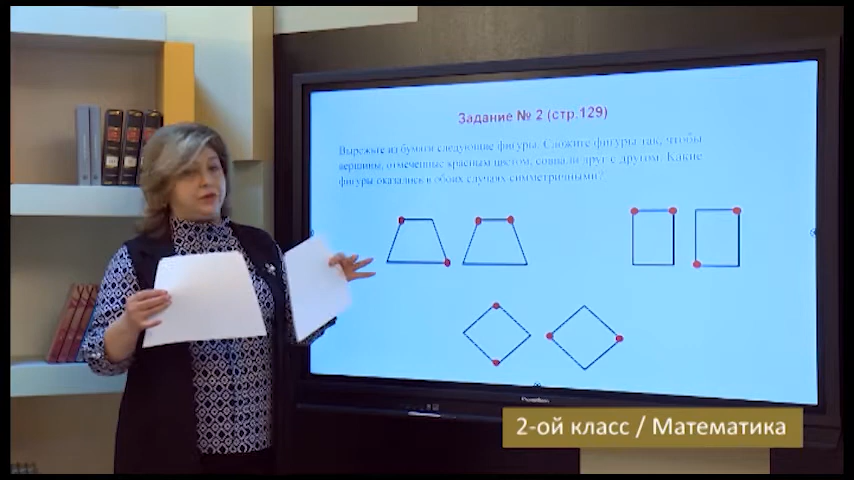 Задание № 2 (стр.129)
Вырежьте из бумаги следующие фигуры. Сложите фигуры так, чтобы
вершины, отмеченные красным цветом, совпали друг с другом. Какие
фигуры оказались в обоих случаях симметричными?
2-ой класс / Математика